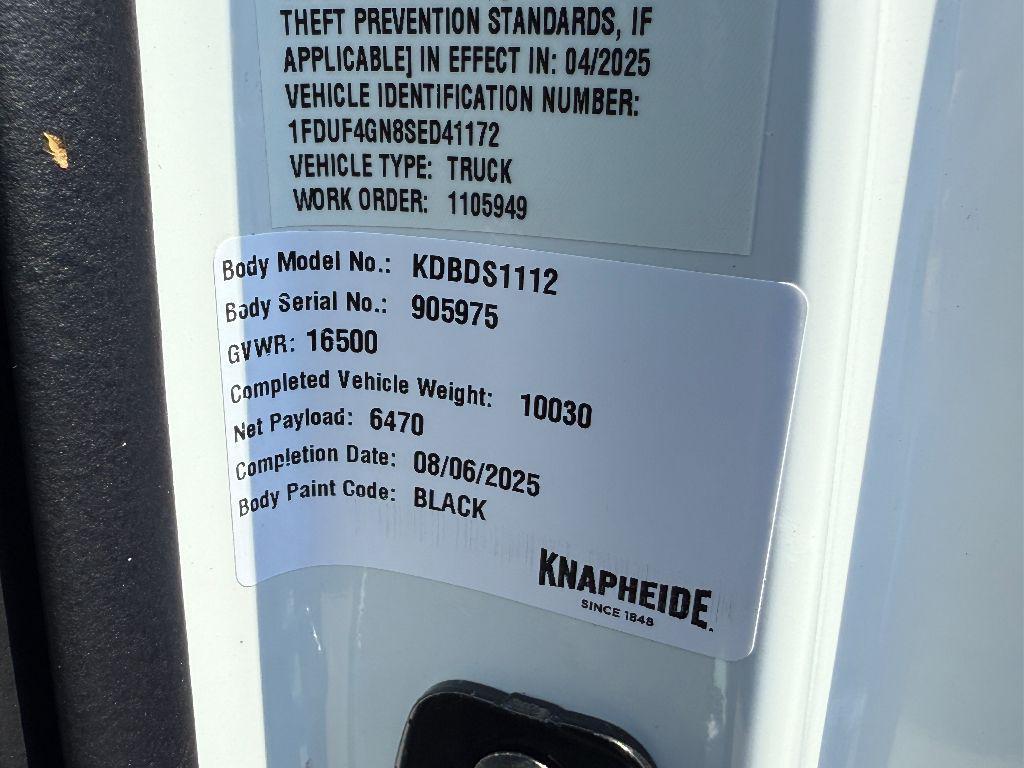 THEFT PREVENTION STANDARDS, IF
APPLICABLE] IN EFFECT IN: 04/2025
VEHICLE IDENTIFICATION NUMBER:
1FDUF4GN8SED41172
VEHICLE TYPE: TRUCK
WORK ORDER: 1105949
Body Model No.: KDBDS1112
Body Serial No.: 905975
GVWR: 16500
Completed Vehicle Weight: 10030
Net Payload: 6470
Completion Date: 08/06/2025
Body Paint Code: BLACK
KNAPHEIDE
SINCE 1848